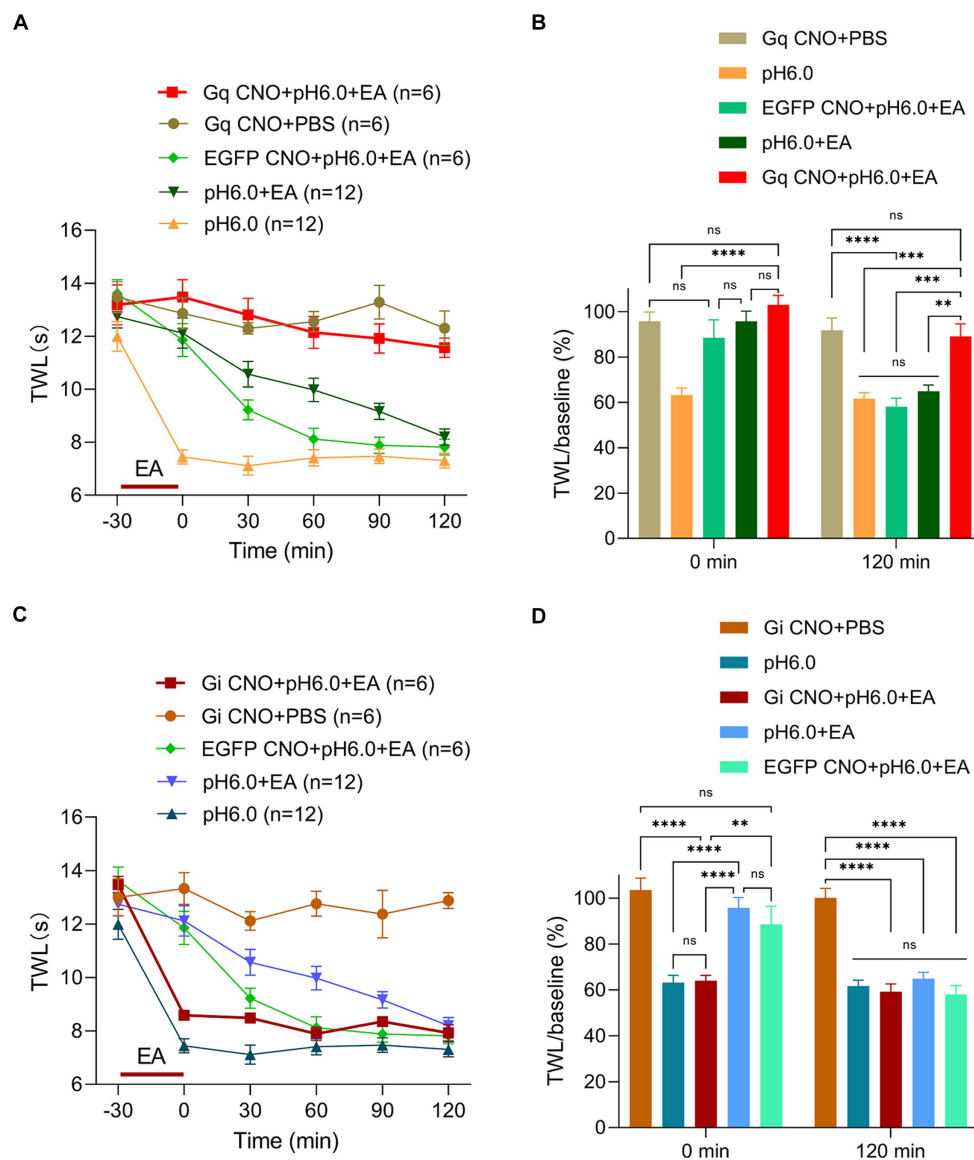 A
Gq CNO+pH6.0+EA (n=6)
Gq CNO+PBS (n=6)
EGFP CNO+pH6.0+EA (n=6)
pH6.0+EA (n=12)
pH6.0 (n=12)
16
14
12
10
8
6
TWL(s)
EA
-30 0 30 60 90 120
Time (min)
B
Gq CNO+PBS
pH6.0
EGFP CNO+pH6.0+EA
pH6.0+EA
Gq CNO+pH6.0+EA
ns
****
ns
ns
ns
ns
****
***
***
**
ns
100
80
60
40
20
0
TWL/baseline (%)
0 min 120 min
C
Gi CNO+pH6.0+EA (n=6)
Gi CNO+PBS (n=6)
EGFP CNO+pH6.0+EA (n=6)
pH6.0+EA (n=12)
pH6.0 (n=12)
16
14
12
10
8
6
TWL(s)
EA
-30 0 30 60 90 120
Time (min)
D
Gi CNO+PBS
pH6.0
Gi CNO+pH6.0+EA
pH6.0+EA
EGFP CNO+pH6.0+EA
ns
**** **
****
**** ns
ns
****
****
****
ns
100
80
60
40
20
0
TWL/baseline (%)
0 min 120 min